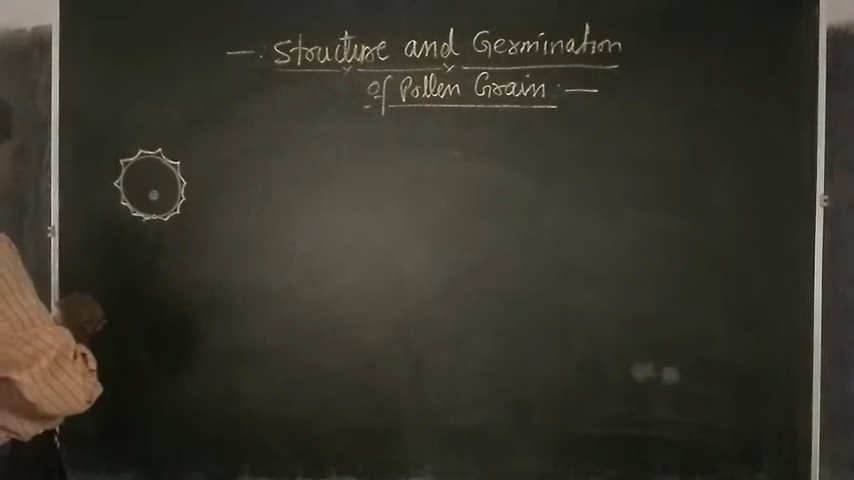 —: Structure and Germination
of Pollen Grain :—